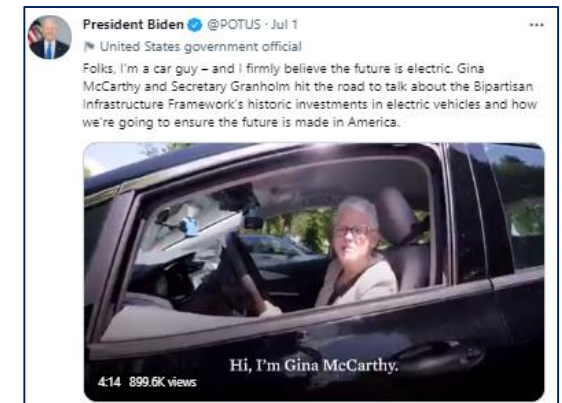 President Biden @POTUS · Jul 1
United States government official
Folks, I'm a car guy – and I firmly believe the future is electric. Gina
McCarthy and Secretary Granholm hit the road to talk about the Bipartisan
Infrastructure Framework's historic investments in electric vehicles and how
we're going to ensure the future is made in America.
Hi, I'm Gina McCarthy.
4:14 899.6K views